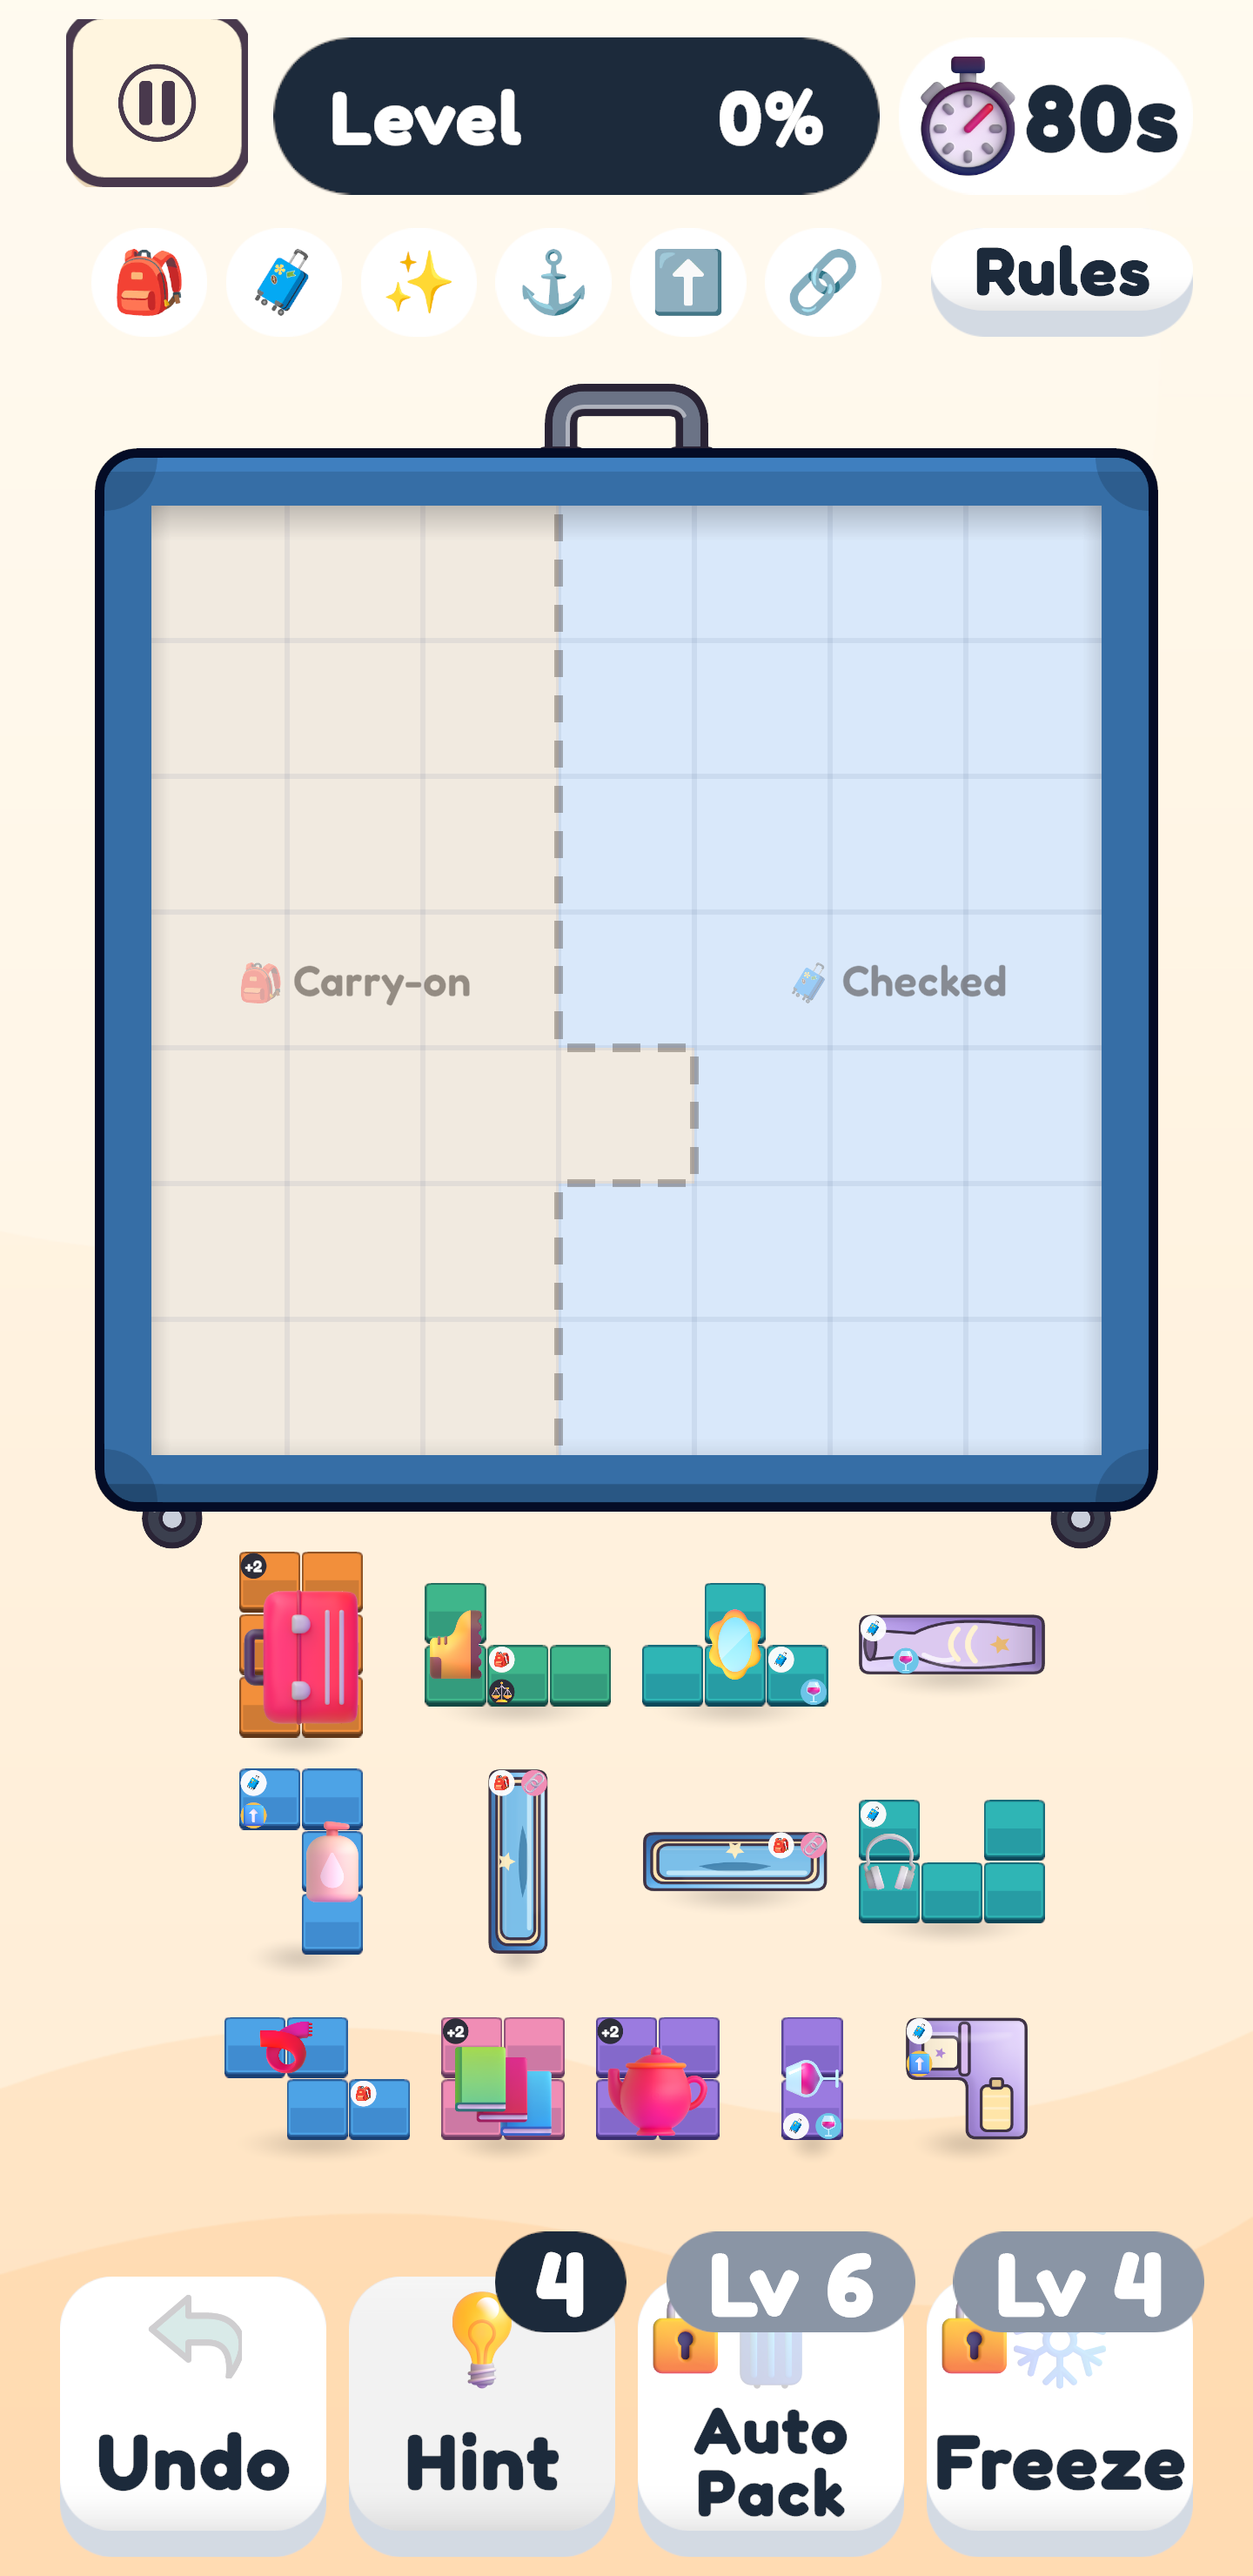 Level 0% 80s
Rules
Carry-on Checked
+2
+2 +2
4 Lv 6 Lv 4
Undo Hint Auto Pack Freeze